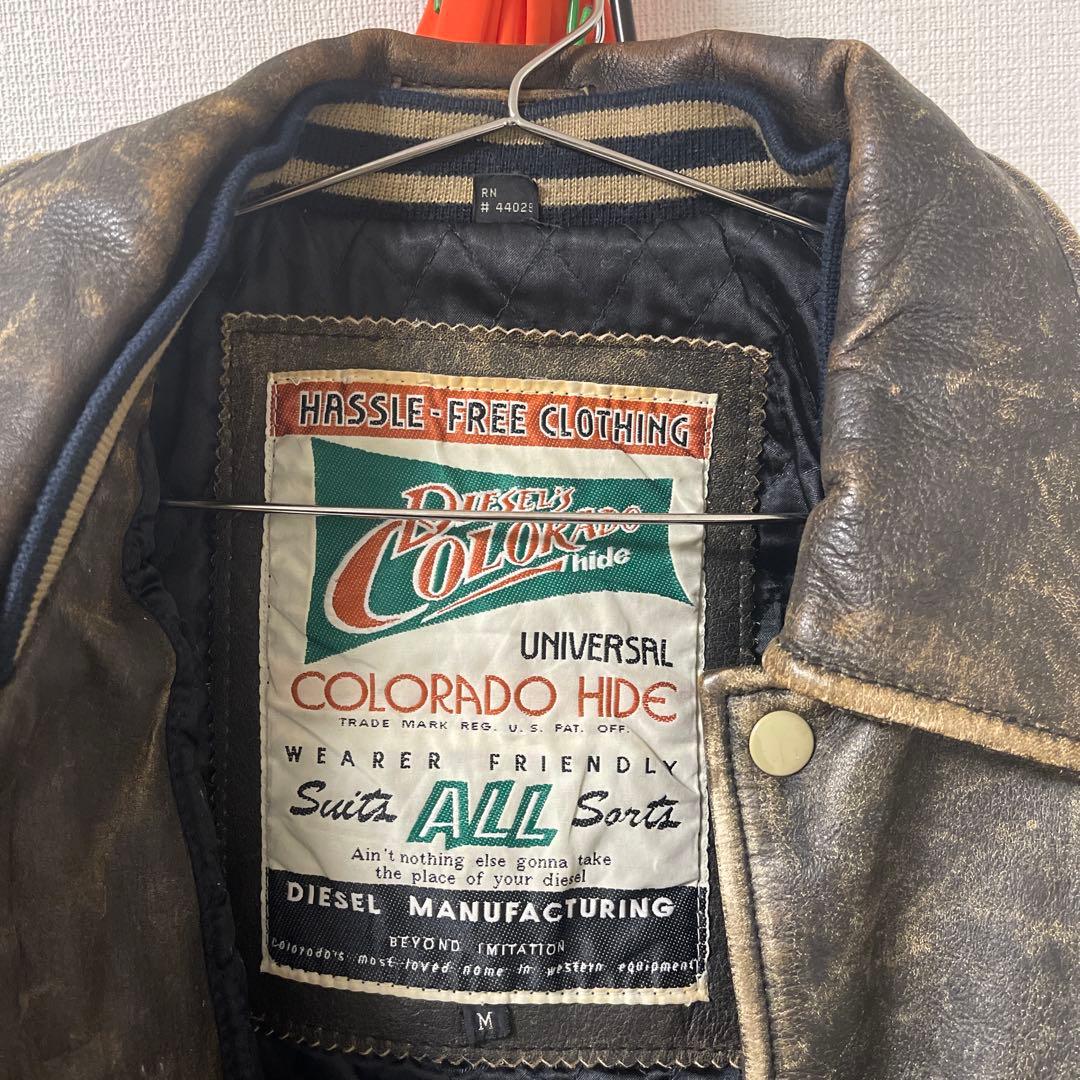 RN
# 44029
HASSLE-FREE CLOTHING
DIESEL'S
COLORADO
hide
UNIVERSAL
COLORADO HIDE
TRADE MARK REG. U.S. PAT. OFF.
WEARER FRIENDLY
Suits ALL Sorts
Ain't nothing else gonna take
the place of your diesel
DIESEL MANUFACTURING
BEYOND IMITATION
Colorado's most-loved name in western equipment
M